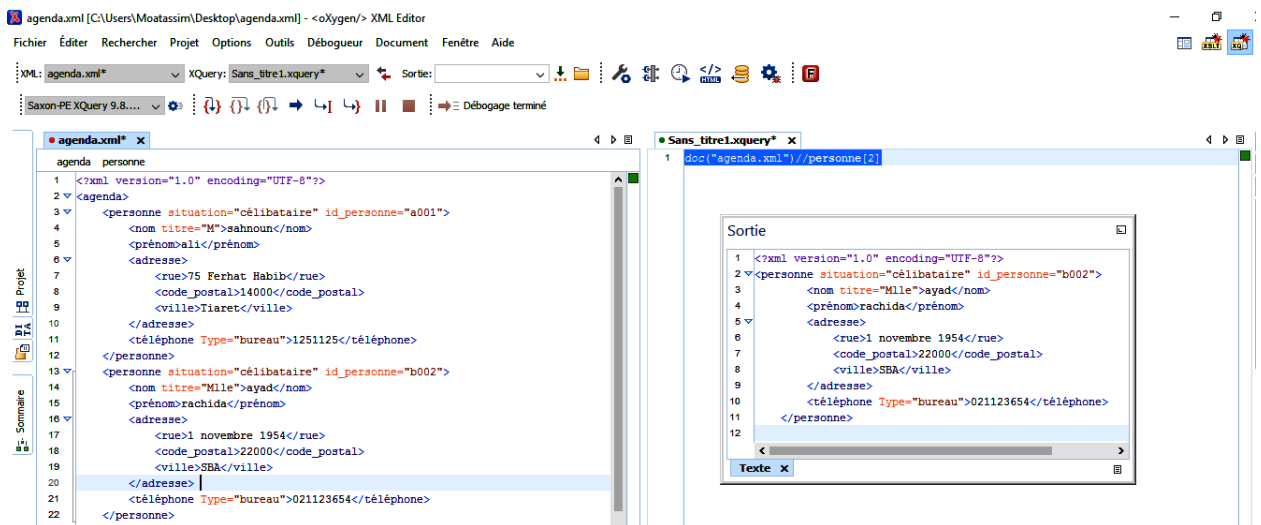 agenda.xml [C:\Users\Moatassim\Desktop\agenda.xml] - <oXygen/> XML Editor
Fichier Éditer Rechercher Projet Options Outils Débogueur Document Fenêtre Aide
XML: agenda.xml* XQuery: Sans_titre1.xquery* Sortie:
Saxon-PE XQuery 9.8.... Débogage terminé
agenda.xml*
agenda personne
1 <?xml version="1.0" encoding="UTF-8"?>
2 <agenda>
3 <personne situation="célibataire" id_personne="a001">
4 <nom titre="M">sahnoun</nom>
5 <prénom>ali</prénom>
6 <adresse>
7 <rue>75 Ferhat Habib</rue>
8 <code_postal>14000</code_postal>
9 <ville>Tiaret</ville>
10 </adresse>
11 <téléphone Type="bureau">1251125</téléphone>
12 </personne>
13 <personne situation="célibataire" id_personne="b002">
14 <nom titre="Mlle">ayad</nom>
15 <prénom>rachida</prénom>
16 <adresse>
17 <rue>1 novembre 1954</rue>
18 <code_postal>22000</code_postal>
19 <ville>SBA</ville>
20 </adresse>
21 <téléphone Type="bureau">021123654</téléphone>
22 </personne>
Sans_titre1.xquery*
1 doc("agenda.xml")//personne[2]
Sortie
1 <?xml version="1.0" encoding="UTF-8"?>
2 <personne situation="célibataire" id_personne="b002">
3 <nom titre="Mlle">ayad</nom>
4 <prénom>rachida</prénom>
5 <adresse>
6 <rue>1 novembre 1954</rue>
7 <code_postal>22000</code_postal>
8 <ville>SBA</ville>
9 </adresse>
10 <téléphone Type="bureau">021123654</téléphone>
11 </personne>
12
Texte
Projet
DITA
Sommaire
XSLT
XQ
HTML
F